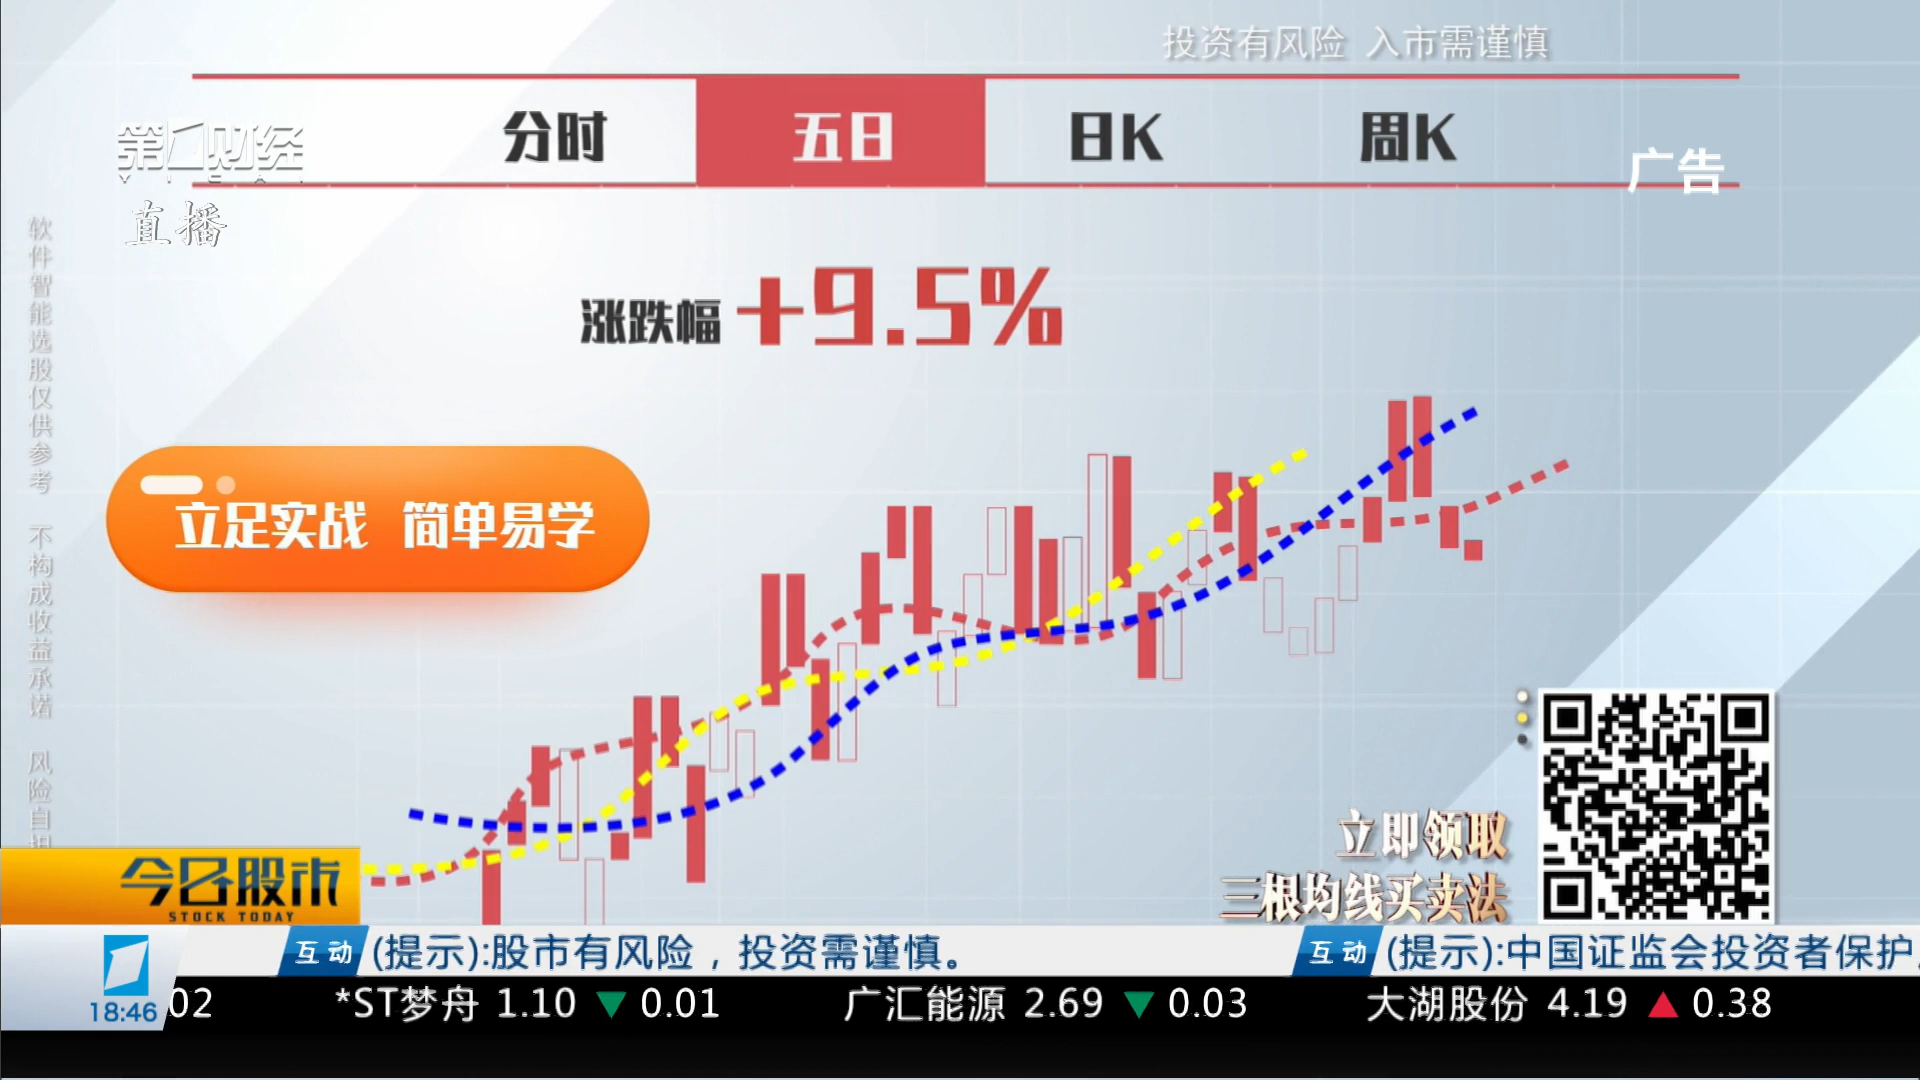 投资有风险 入市需谨慎
分时 五日 日K 周K
第一财经
YICAI
广告
直播
软件智能选股仅供参考 不构成收益承诺 风险自担
涨跌幅 +9.5%
立足实战 简单易学
立即领取
三根均线买卖法
今日股市
STOCK TODAY
互动 (提示):股市有风险，投资需谨慎。 互动 (提示):中国证监会投资者保护
18:46
02 *ST梦舟 1.10 ▼ 0.01 广汇能源 2.69 ▼ 0.03 大湖股份 4.19 ▲ 0.38